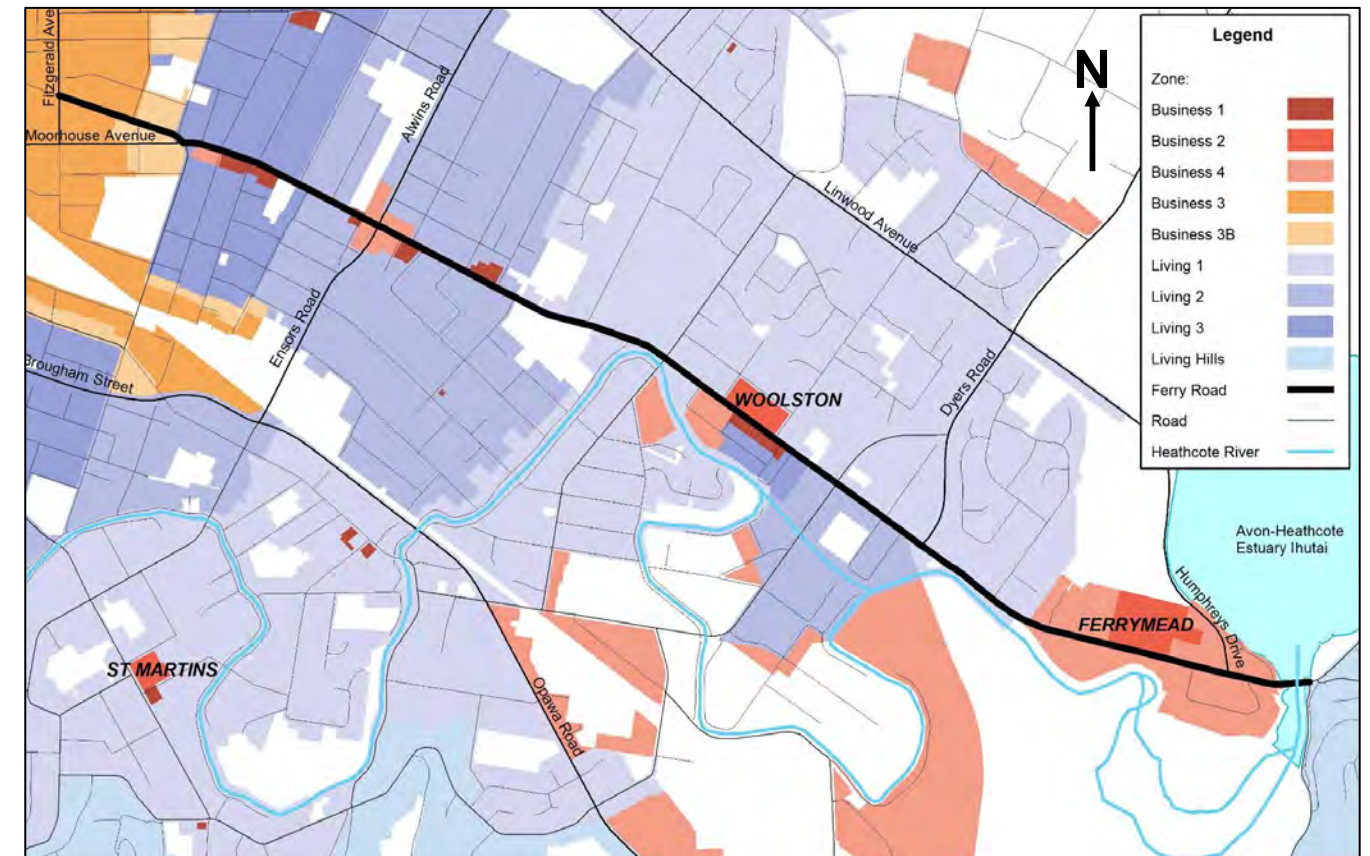 Fitzgerald Ave
Moorhouse Avenue
Alwins Road
Ensors Road
Brougham Street
Linwood Avenue
Dyers Road
WOOLSTON
FERRYMEAD
Humphreys Drive
ST MARTINS
Opawa Road
Avon-Heathcote
Estuary Ihutai
N
Legend
Zone:
Business 1
Business 2
Business 4
Business 3
Business 3B
Living 1
Living 2
Living 3
Living Hills
Ferry Road
Road
Heathcote River